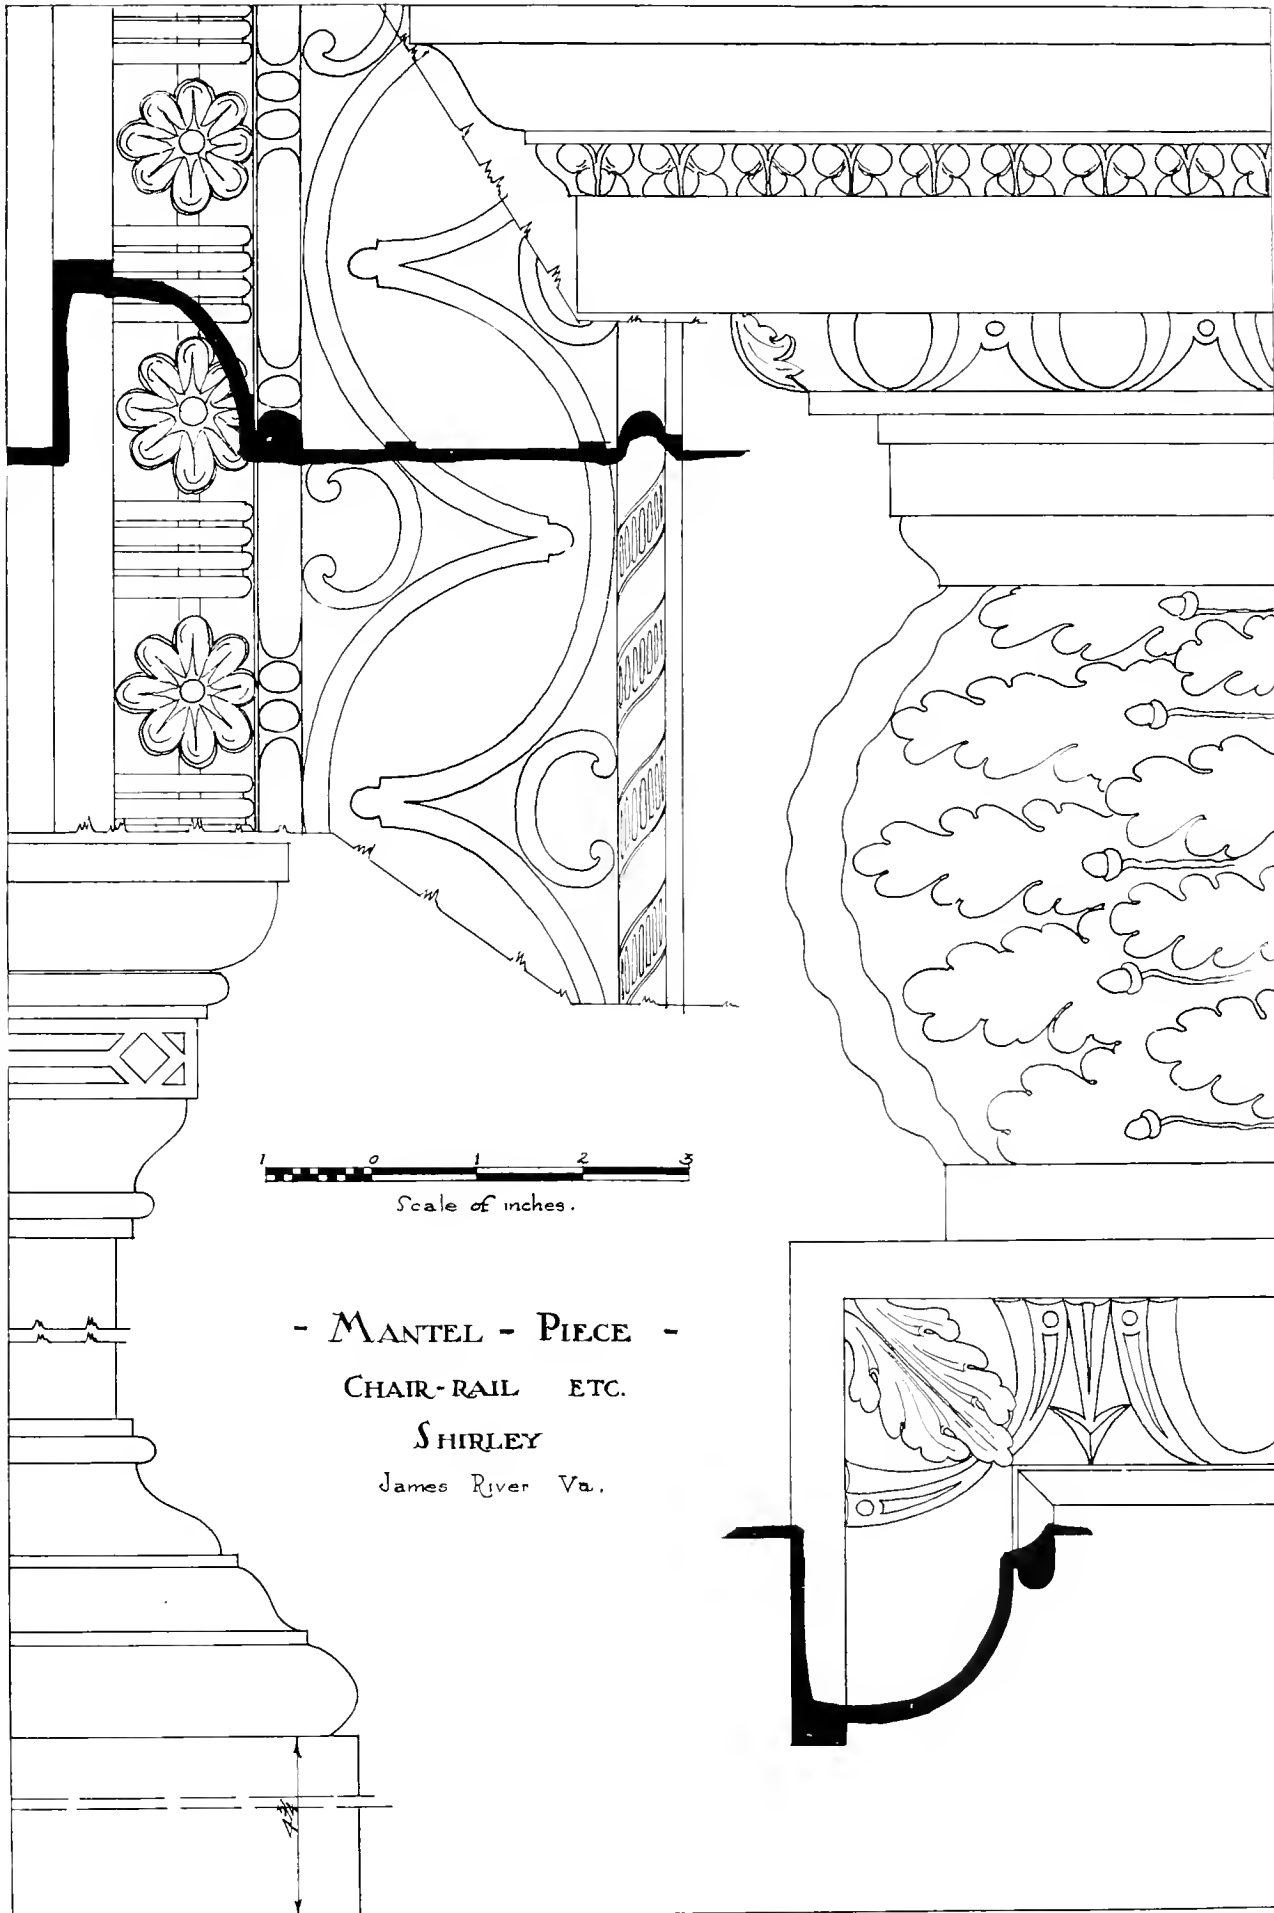 1 0 1 2 3
Scale of inches.
- MANTEL - PIECE -
CHAIR-RAIL ETC.
SHIRLEY
James River Va.